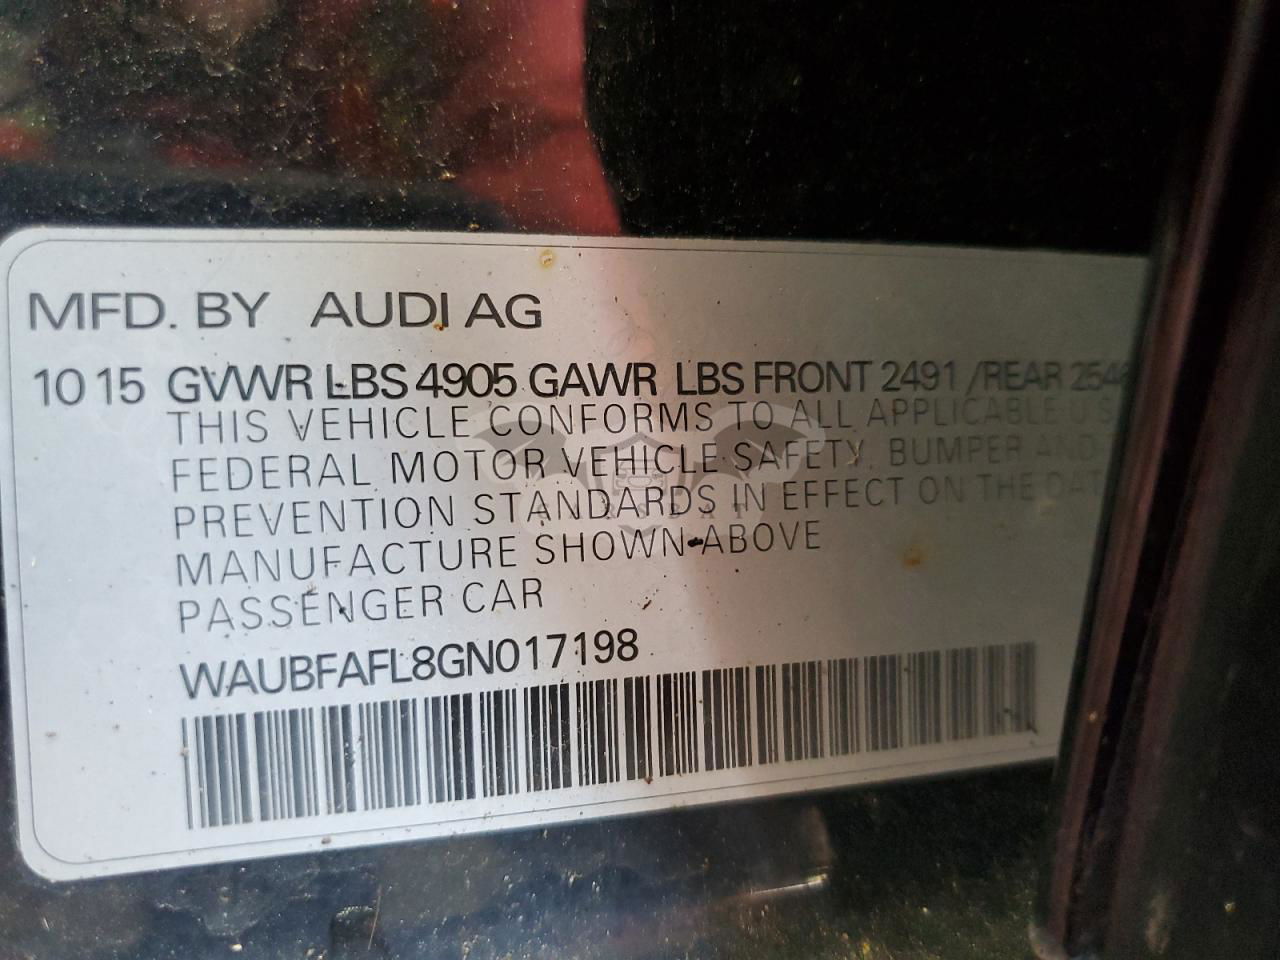 MFD. BY AUDI AG
10 15 GVWR LBS 4905 GAWR LBS FRONT 2491 /REAR
THIS VEHICLE CONFORMS TO ALL APPLICABLE U.S.
FEDERAL MOTOR VEHICLE SAFETY, BUMPER AND
PREVENTION STANDARDS IN EFFECT ON THE DAT
MANUFACTURE SHOWN ABOVE
PASSENGER CAR
WAUBFAFL8GN017198